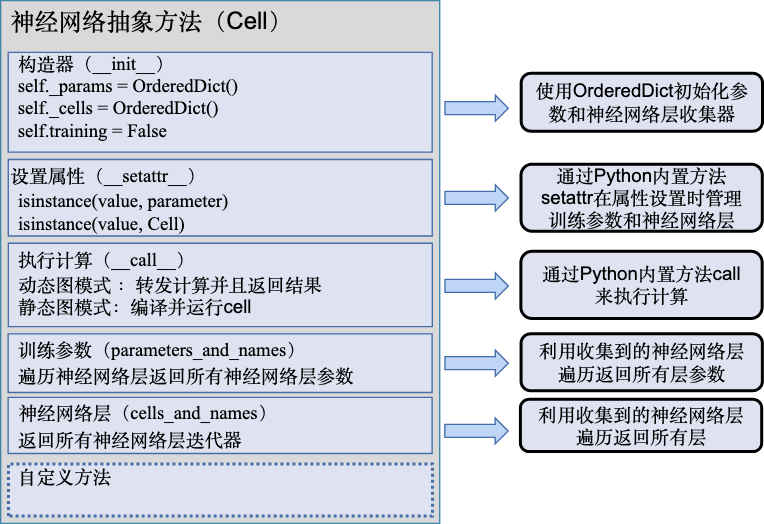 神经网络抽象方法（Cell）
构造器（__init__）
self._params = OrderedDict()
self._cells = OrderedDict()
self.training = False
使用OrderedDict初始化参
数和神经网络层收集器
设置属性（__setattr__）
isinstance(value, parameter)
isinstance(value, Cell)
通过Python内置方法
setattr在属性设置时管理
训练参数和神经网络层
执行计算（__call__）
动态图模式 ：转发计算并且返回结果
静态图模式：编译并运行cell
通过Python内置方法call
来执行计算
训练参数（parameters_and_names）
遍历神经网络层返回所有神经网络层参数
利用收集到的神经网络层
遍历返回所有层参数
神经网络层（cells_and_names）
返回所有神经网络层迭代器
利用收集到的神经网络层
遍历返回所有层
自定义方法